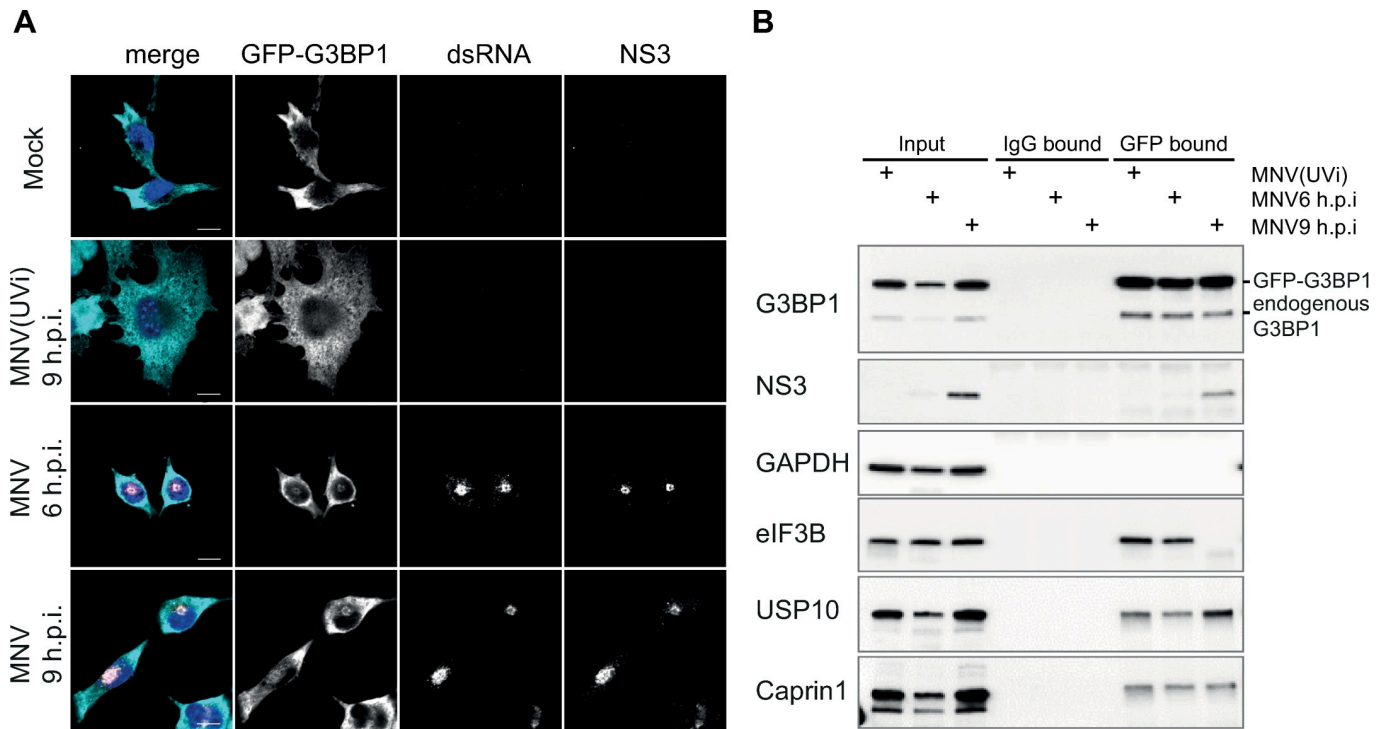 A
merge GFP-G3BP1 dsRNA NS3
Mock
MNV(UVi)
9 h.p.i.
MNV
6 h.p.i.
MNV
9 h.p.i.
B
Input IgG bound GFP bound
+ + + MNV(UVi)
+ + + MNV6 h.p.i
+ + + MNV9 h.p.i
G3BP1
GFP-G3BP1
endogenous
G3BP1
NS3
GAPDH
eIF3B
USP10
Caprin1